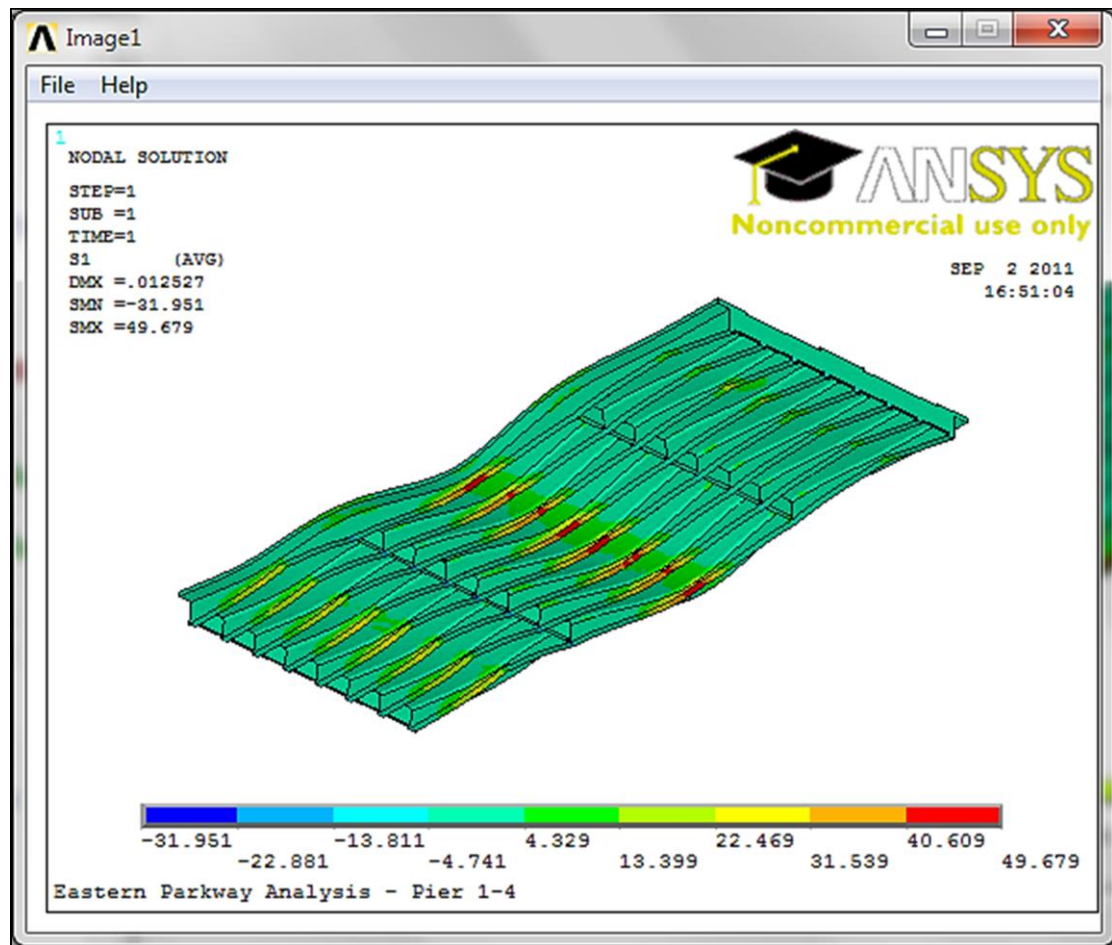 Image1
File Help
1
NODAL SOLUTION
STEP=1
SUB =1
TIME=1
S1 (AVG)
DMX =.012527
SMN =-31.951
SMX =49.679
ANSYS
Noncommercial use only
SEP 2 2011
16:51:04
-31.951 -13.811 4.329 22.469 40.609
-22.881 -4.741 13.399 31.539 49.679
Eastern Parkway Analysis - Pier 1-4